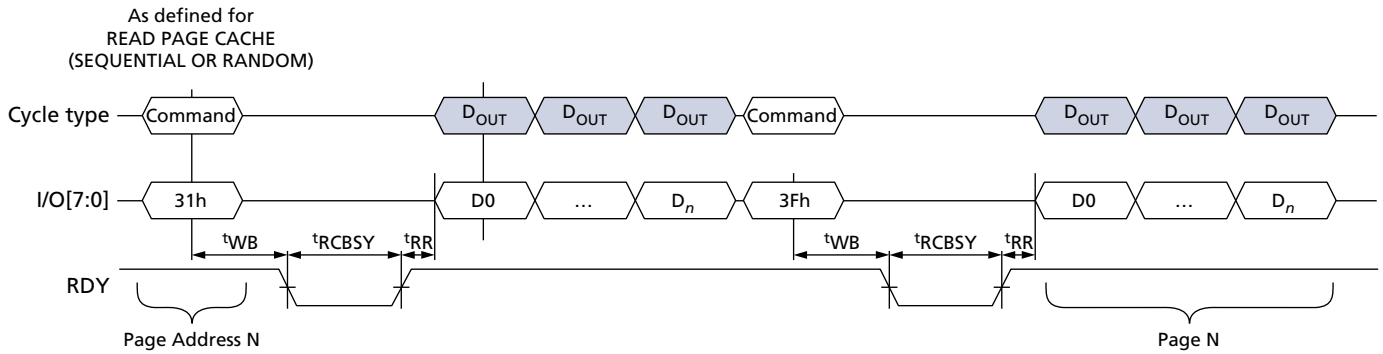 As defined for
READ PAGE CACHE
(SEQUENTIAL OR RANDOM)
Cycle type Command DOUT DOUT DOUT Command DOUT DOUT DOUT
I/O[7:0] 31h D0 … Dn 3Fh D0 … Dn
tWB tRCBSY tRR tWB tRCBSY tRR
RDY
Page Address N Page N